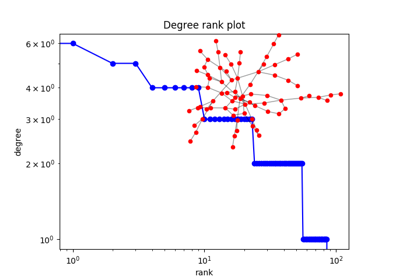 Degree rank plot
degree
6 × 10⁰
4 × 10⁰
3 × 10⁰
2 × 10⁰
10⁰
10⁰ 10¹ 10²
rank